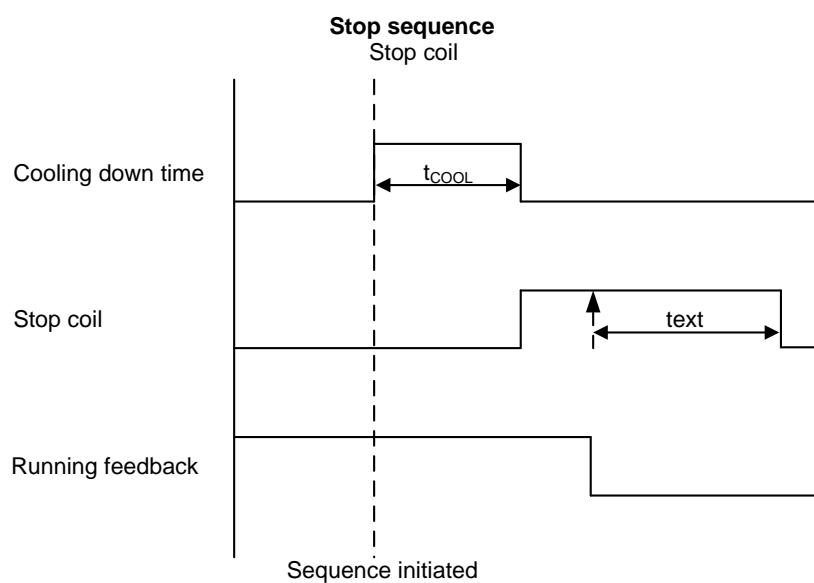 Stop sequence
Stop coil
Cooling down time
tCOOL
Stop coil
text
Running feedback
Sequence initiated